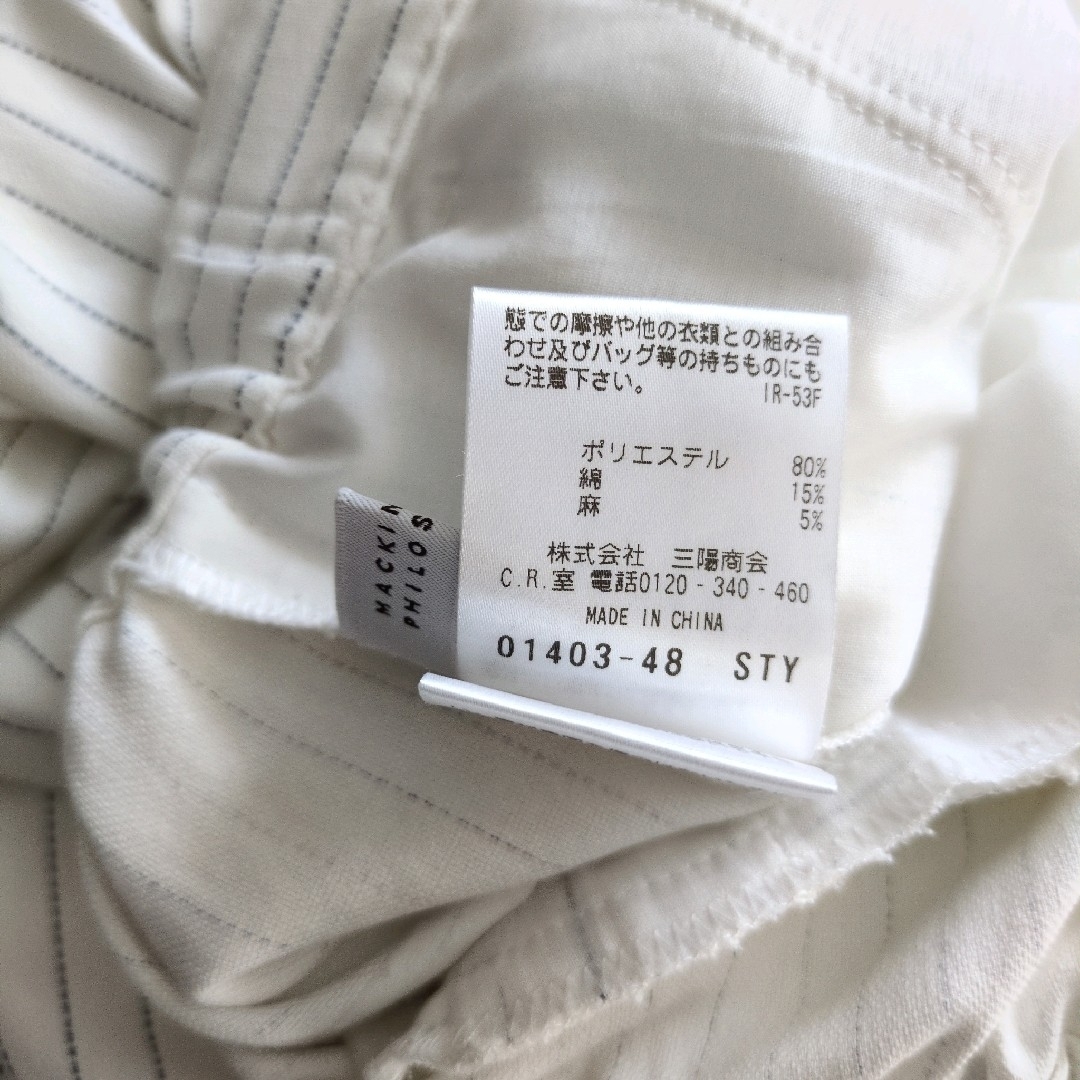 態での摩擦や他の衣類との組み合
わせ及びバッグ等の持ちものにも
ご注意下さい。
IR-53F
ポリエステル 80%
綿 15%
麻 5%
株式会社 三陽商会
C.R.室 電話0120-340-460
MADE IN CHINA
01403-48 STY
MACKI
PHILOS